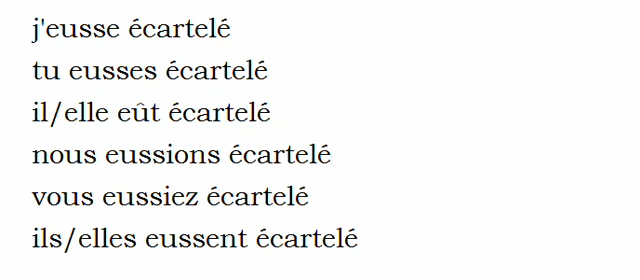 j'eusse écartelé
tu eusses écartelé
il/elle eût écartelé
nous eussions écartelé
vous eussiez écartelé
ils/elles eussent écartelé